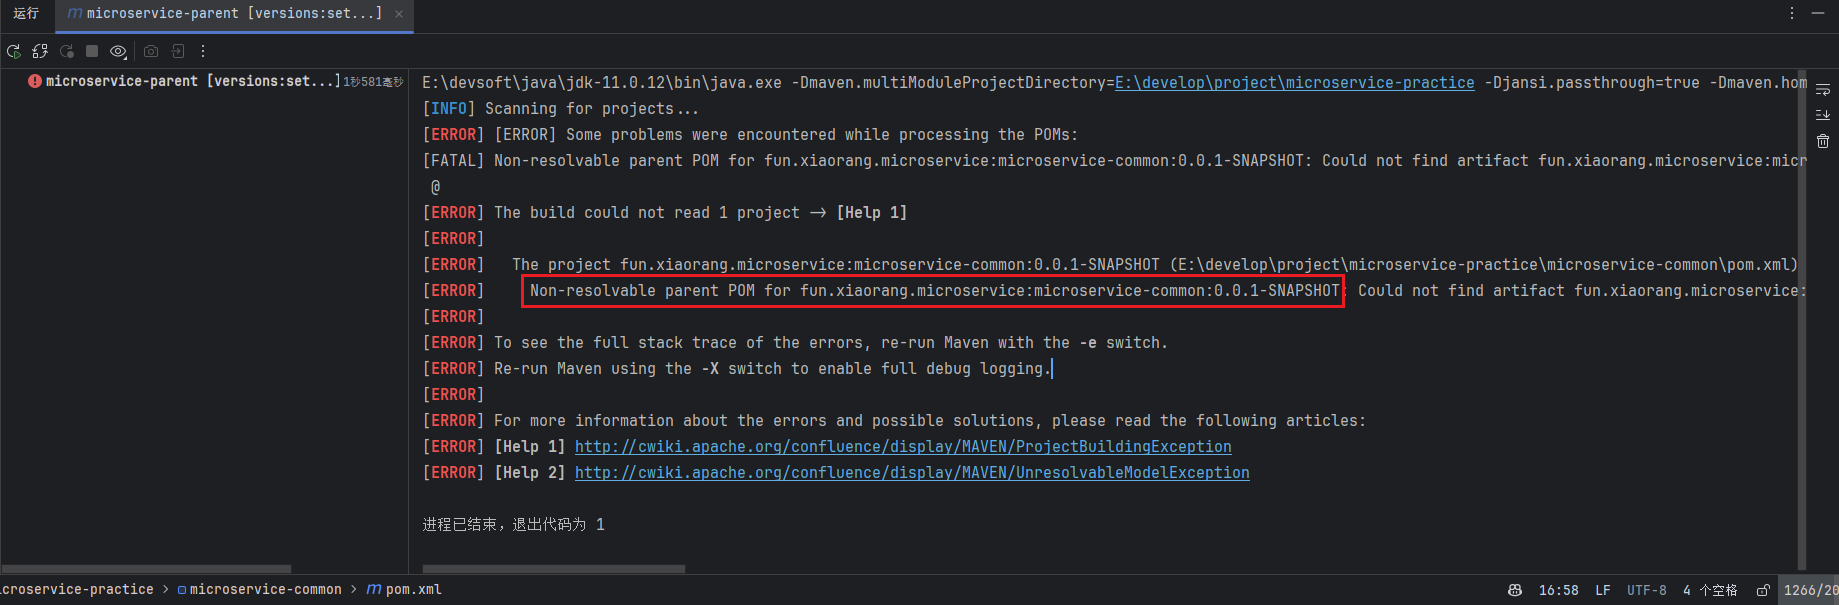 运行
microservice-parent [versions:set...]
microservice-parent [versions:set...] 1秒581毫秒
E:\devsoft\java\jdk-11.0.12\bin\java.exe -Dmaven.multiModuleProjectDirectory=E:\develop\project\microservice-practice -Djansi.passthrough=true -Dmaven.hom
[INFO] Scanning for projects...
[ERROR] [ERROR] Some problems were encountered while processing the POMs:
[FATAL] Non-resolvable parent POM for fun.xiaorang.microservice:microservice-common:0.0.1-SNAPSHOT: Could not find artifact fun.xiaorang.microservice:micr
@
[ERROR] The build could not read 1 project -> [Help 1]
[ERROR]
[ERROR] The project fun.xiaorang.microservice:microservice-common:0.0.1-SNAPSHOT (E:\develop\project\microservice-practice\microservice-common\pom.xml)
[ERROR] Non-resolvable parent POM for fun.xiaorang.microservice:microservice-common:0.0.1-SNAPSHOT: Could not find artifact fun.xiaorang.microservice:
[ERROR]
[ERROR] To see the full stack trace of the errors, re-run Maven with the -e switch.
[ERROR] Re-run Maven using the -X switch to enable full debug logging.
[ERROR]
[ERROR] For more information about the errors and possible solutions, please read the following articles:
[ERROR] [Help 1] http://cwiki.apache.org/confluence/display/MAVEN/ProjectBuildingException
[ERROR] [Help 2] http://cwiki.apache.org/confluence/display/MAVEN/UnresolvableModelException
进程已结束，退出代码为 1
croservice-practice > microservice-common > m pom.xml
16:58 LF UTF-8 4 个空格 1266/20